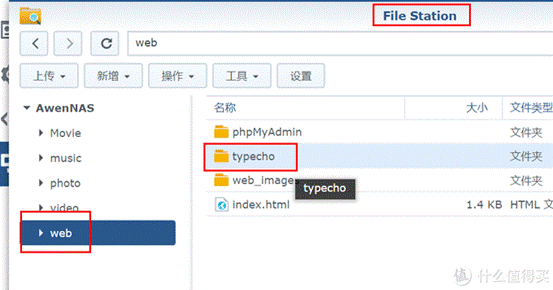 File Station
web
上传 新增 操作 工具 设置
AwenNAS
Movie
music
photo
video
web
名称 大小 文件类型
phpMyAdmin 文件夹
typecho 文件夹
web_images 文件夹
typecho
index.html 1.4 KB HTML 文
值 什么值得买